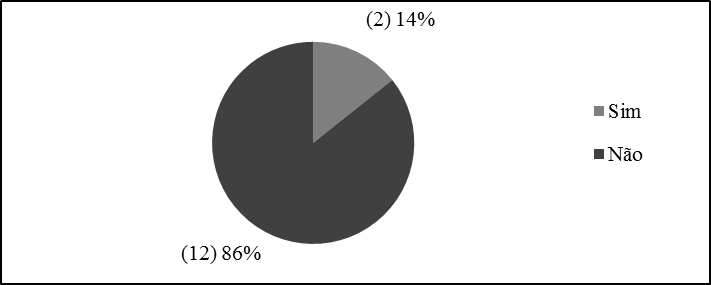 (2) 14%
Sim
Não
(12) 86%